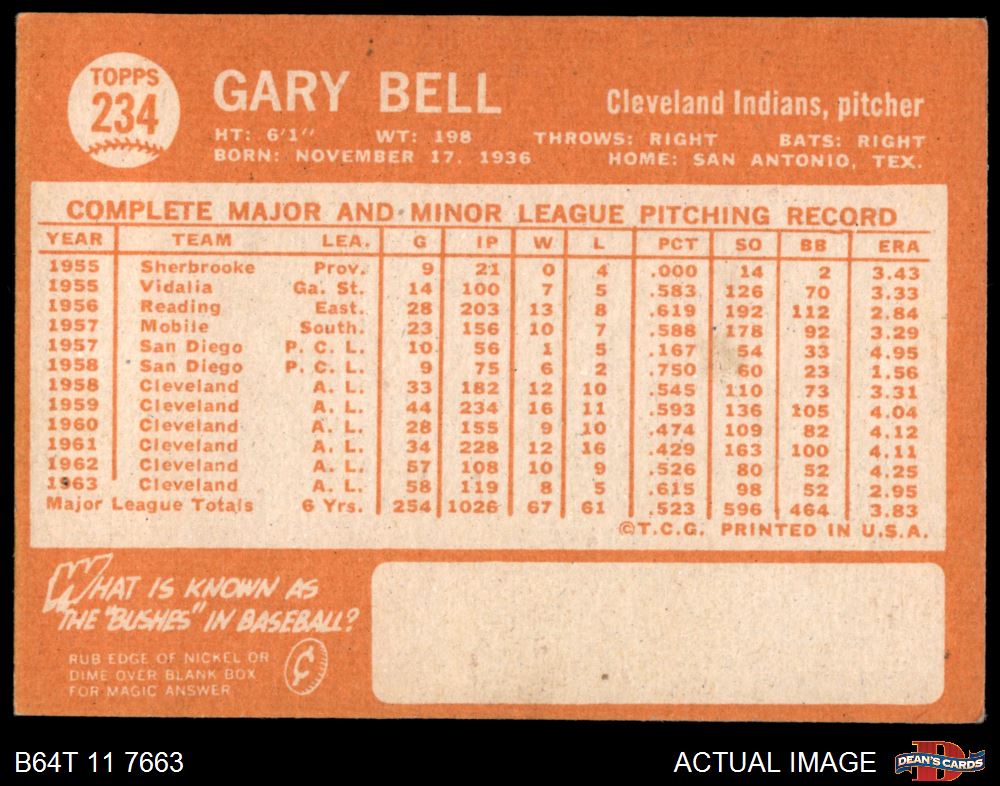 TOPPS
234
GARY BELL
Cleveland Indians, pitcher
HT: 6'1" WT: 198 THROWS: RIGHT BATS: RIGHT
BORN: NOVEMBER 17, 1936 HOME: SAN ANTONIO, TEX.
COMPLETE MAJOR AND MINOR LEAGUE PITCHING RECORD
YEAR TEAM LEA. G IP W L PCT SO BB ERA
1955 Sherbrooke Prov. 9 21 0 4 .000 14 2 3.43
1955 Vidalia Ga. St. 14 100 7 5 .583 126 70 3.33
1956 Reading East. 28 203 13 8 .619 192 112 2.84
1957 Mobile South. 23 156 10 7 .588 178 92 3.29
1957 San Diego P. C. L. 10 56 1 5 .167 54 33 4.95
1958 San Diego P. C. L. 9 75 6 2 .750 60 23 1.56
1958 Cleveland A. L. 33 182 12 10 .545 110 73 3.31
1959 Cleveland A. L. 44 234 16 11 .593 136 105 4.04
1960 Cleveland A. L. 28 155 9 10 .474 109 82 4.12
1961 Cleveland A. L. 34 228 12 16 .429 163 100 4.11
1962 Cleveland A. L. 57 108 10 9 .526 80 52 4.25
1963 Cleveland A. L. 58 119 8 5 .615 98 52 2.95
Major League Totals 6 Yrs. 254 1026 67 61 .523 596 464 3.83
©T.C.G. PRINTED IN U.S.A.
WHAT IS KNOWN AS
THE "BUSHES" IN BASEBALL?
RUB EDGE OF NICKEL OR
DIME OVER BLANK BOX
FOR MAGIC ANSWER
¢
B64T 11 7663
ACTUAL IMAGE
D
DEAN'S CARDS